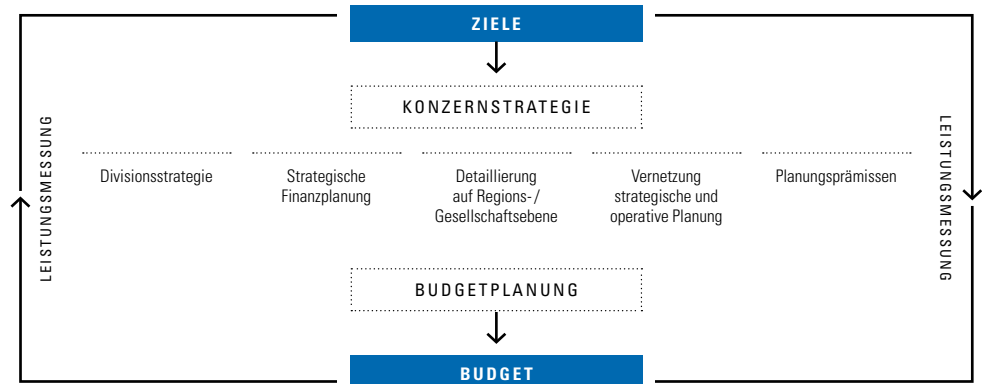 ZIELE
KONZERNSTRATEGIE
LEISTUNGSMESSUNG
Divisionsstrategie
Strategische
Finanzplanung
Detaillierung
auf Regions-/
Gesellschaftsebene
Vernetzung
strategische und
operative Planung
Planungsprämissen
LEISTUNGSMESSUNG
BUDGETPLANUNG
BUDGET